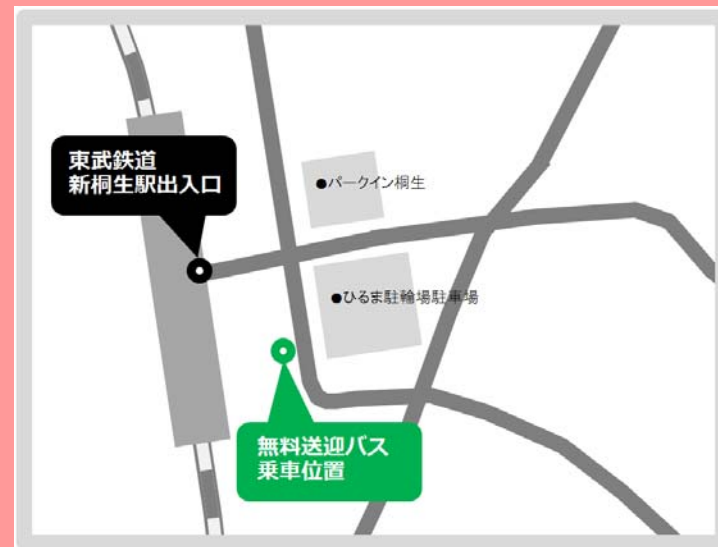 東武鉄道
新桐生駅出入口
●パークイン桐生
●ひるま駐輪場駐車場
無料送迎バス
乗車位置